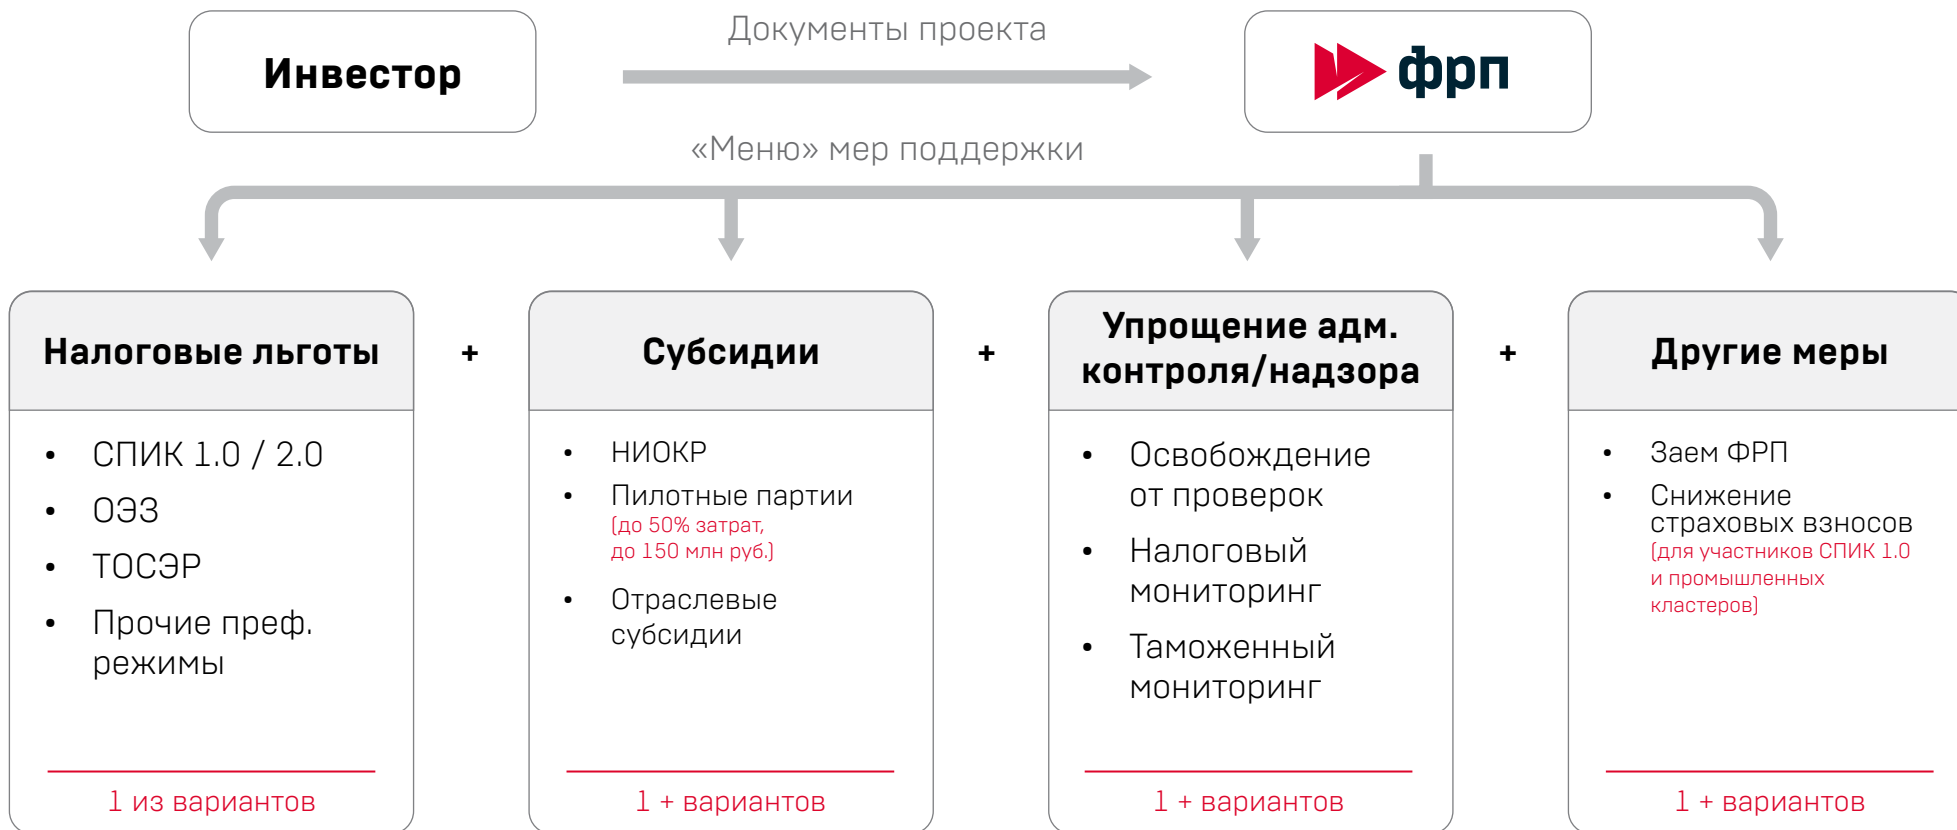 Инвестор
Документы проекта
фрп
«Меню» мер поддержки
Налоговые льготы
+
Субсидии
+
Упрощение адм.
контроля/надзора
+
Другие меры
• СПИК 1.0 / 2.0
• ОЭЗ
• ТОСЭР
• Прочие преф.
режимы
1 из вариантов
• НИОКР
• Пилотные партии
(до 50% затрат,
до 150 млн руб.)
• Отраслевые
субсидии
1 + вариантов
• Освобождение
от проверок
• Налоговый
мониторинг
• Таможенный
мониторинг
1 + вариантов
• Заем ФРП
• Снижение
страховых взносов
(для участников СПИК 1.0
и промышленных
кластеров)
1 + вариантов